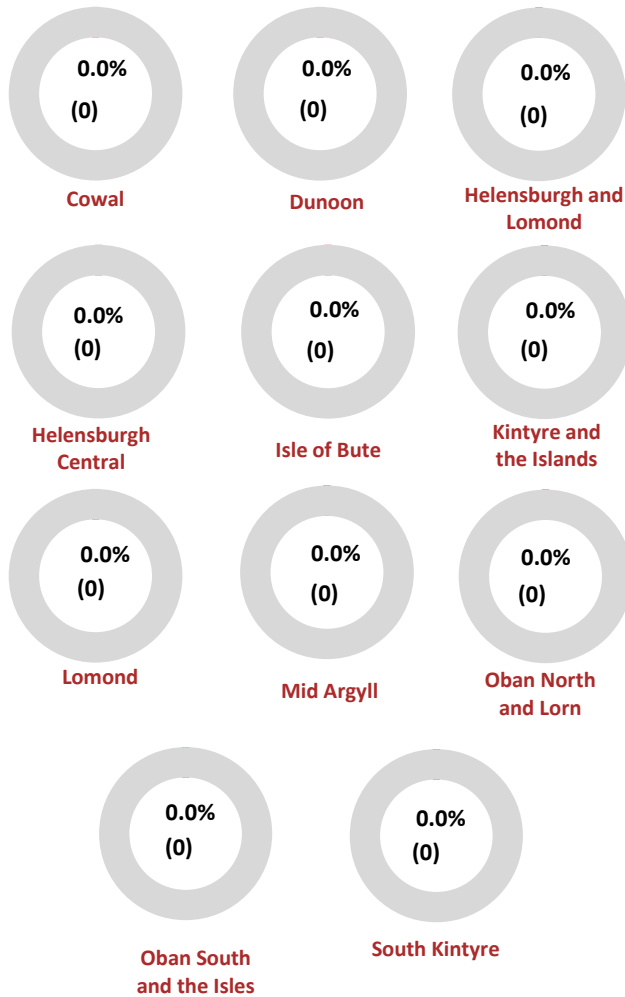 0.0%
(0)
Cowal
0.0%
(0)
Dunoon
0.0%
(0)
Helensburgh and
Lomond
0.0%
(0)
Helensburgh
Central
0.0%
(0)
Isle of Bute
0.0%
(0)
Kintyre and
the Islands
0.0%
(0)
Lomond
0.0%
(0)
Mid Argyll
0.0%
(0)
Oban North
and Lorn
0.0%
(0)
Oban South
and the Isles
0.0%
(0)
South Kintyre